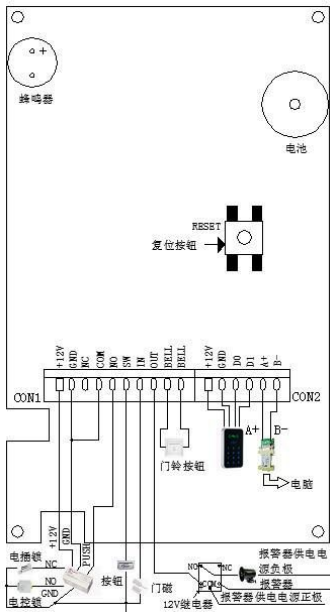 +
蜂鸣器
电池
RESET
复位按钮
+12V
GND
NC
COM
NO
SW
IN
OUT
BELL
BELL
+12V
GND
D0
D1
A+
B-
CON1
CON2
A+
B-
门铃按钮
电脑
+12V
GND
PUSH
电插锁
NC
NO
GND
电控锁
按钮
门磁
NO
NC
COM
12V继电器
报警器供电电
源负极
报警器
报警器供电电源正极